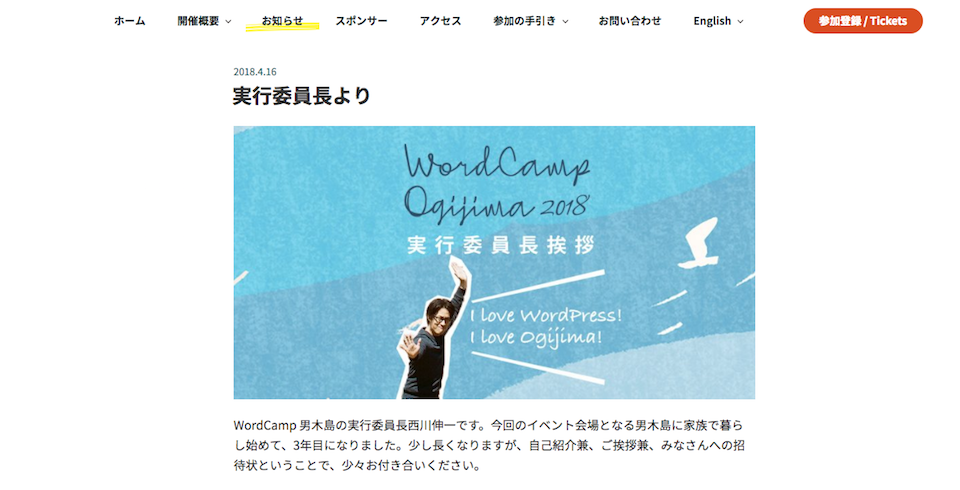 ホーム 開催概要 お知らせ スポンサー アクセス 参加の手引き お問い合わせ English 参加登録 / Tickets
2018.4.16
実行委員長より
WordCamp
Ogijima 2018
実行委員長挨拶
I love WordPress!
I love Ogijima!
WordCamp 男木島の実行委員長西川伸一です。今回のイベント会場となる男木島に家族で暮ら
し始めて、3年目になりました。少し長くなりますが、自己紹介兼、ご挨拶兼、みなさんへの招
待状ということで、少々お付き合いください。